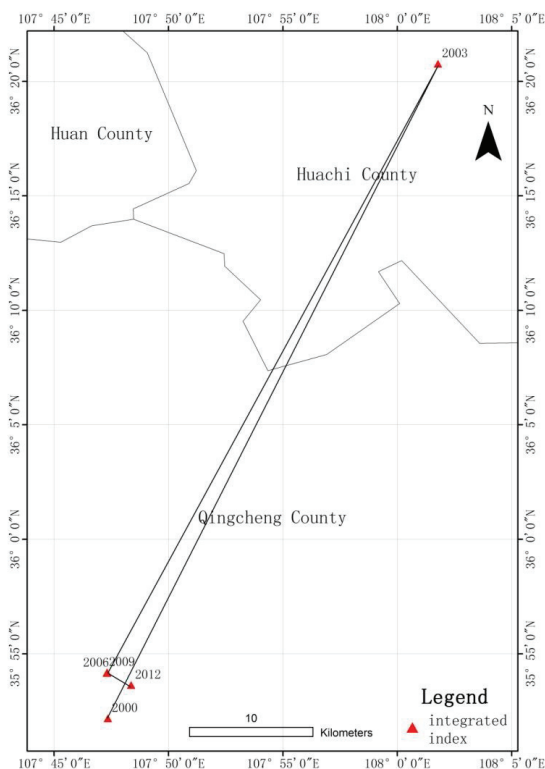 107° 45′0″E 107° 50′0″E 107° 55′0″E 108° 0′0″E 108° 5′0″E
2003
36° 20′0″N 36° 20′0″N
N
Huan County
Huachi County
36° 15′0″N 36° 15′0″N
36° 10′0″N 36° 10′0″N
36° 5′0″N 36° 5′0″N
Qingcheng County
36° 0′0″N 36° 0′0″N
35° 55′0″N 35° 55′0″N
2006 2009
2012
2000
Legend
integrated
index
10
Kilometers
107° 45′0″E 107° 50′0″E 107° 55′0″E 108° 0′0″E 108° 5′0″E